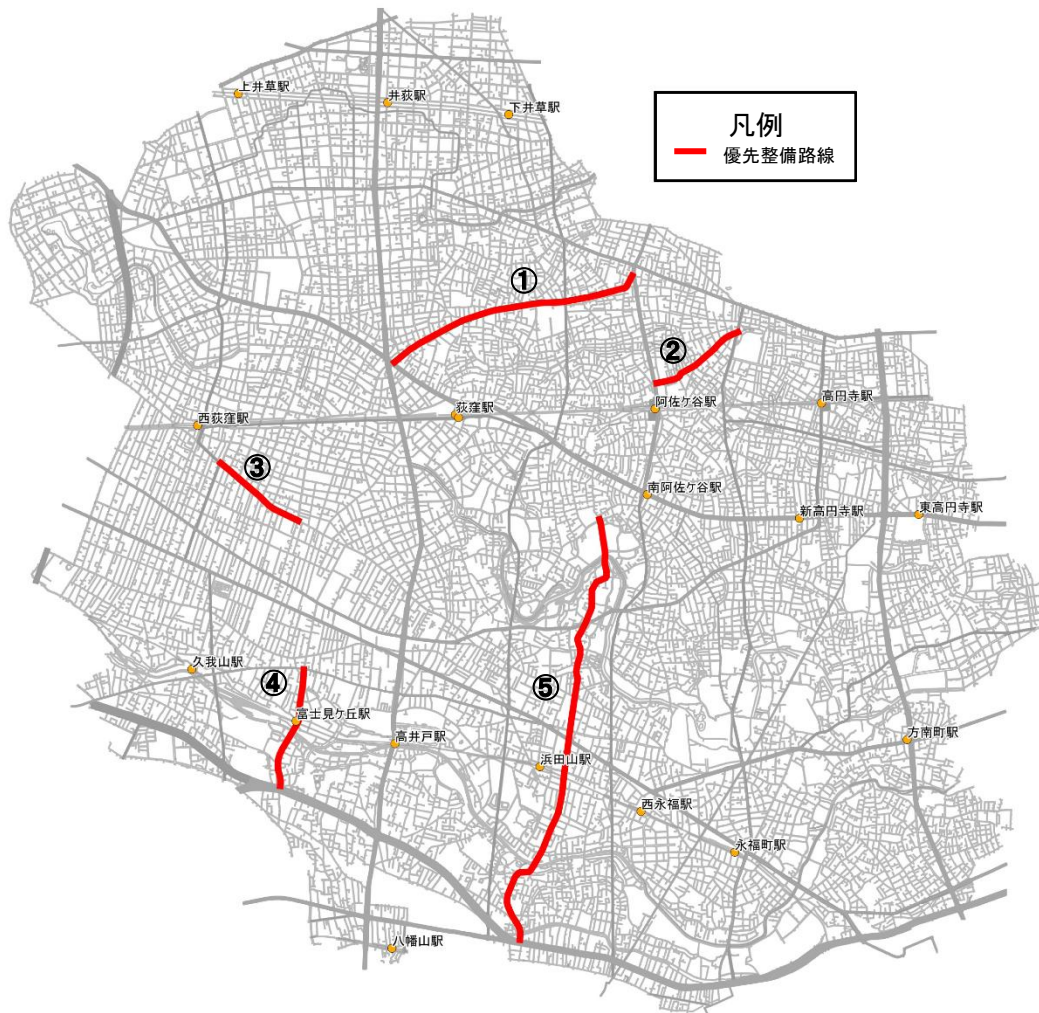 上井草駅
井荻駅
下井草駅
凡例
優先整備路線
①
②
阿佐ケ谷駅
高円寺駅
荻窪駅
西荻窪駅
③
南阿佐ケ谷駅
新高円寺駅
東高円寺駅
久我山駅
④
富士見ケ丘駅
⑤
高井戸駅
浜田山駅
方南町駅
西永福駅
永福町駅
八幡山駅